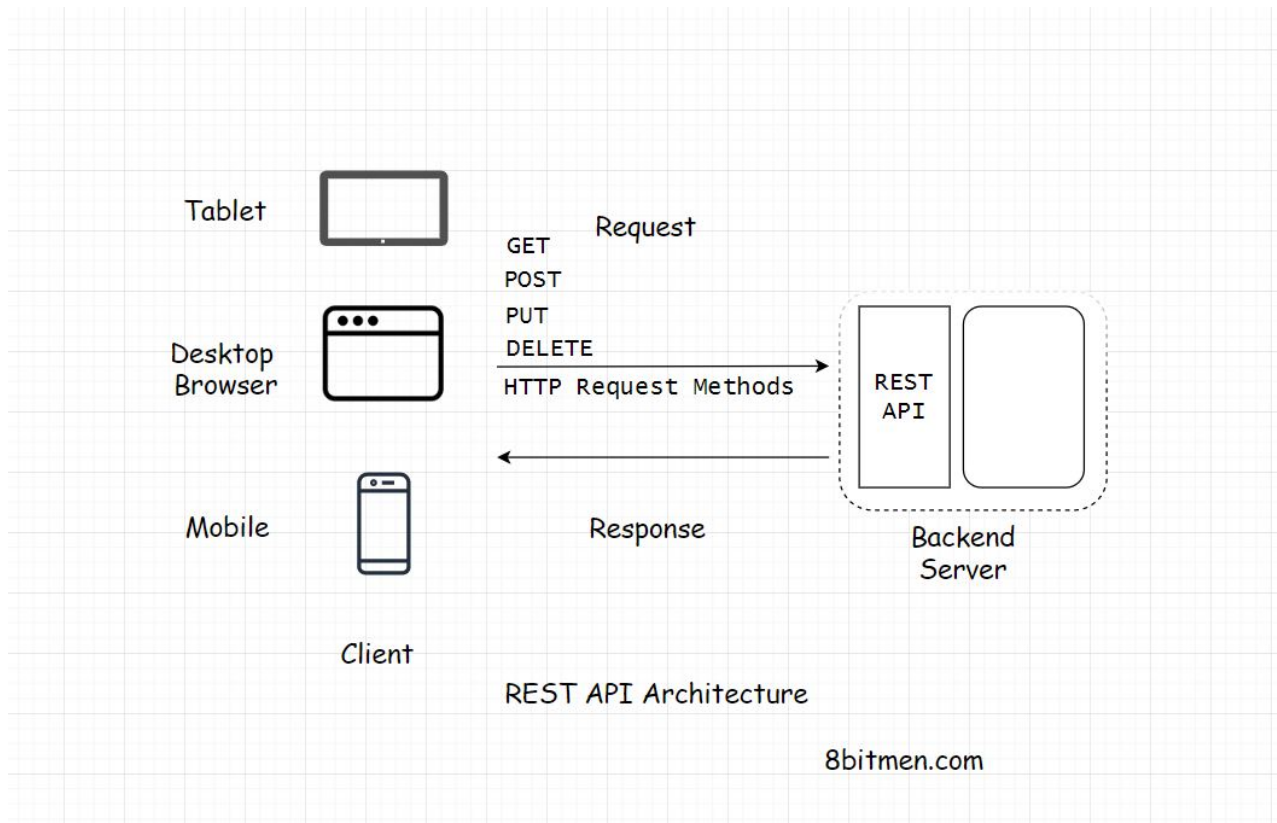 Tablet
Request
GET
POST
PUT
DELETE
HTTP Request Methods
Desktop
Browser
REST
API
Mobile
Response
Backend
Server
Client
REST API Architecture
8bitmen.com